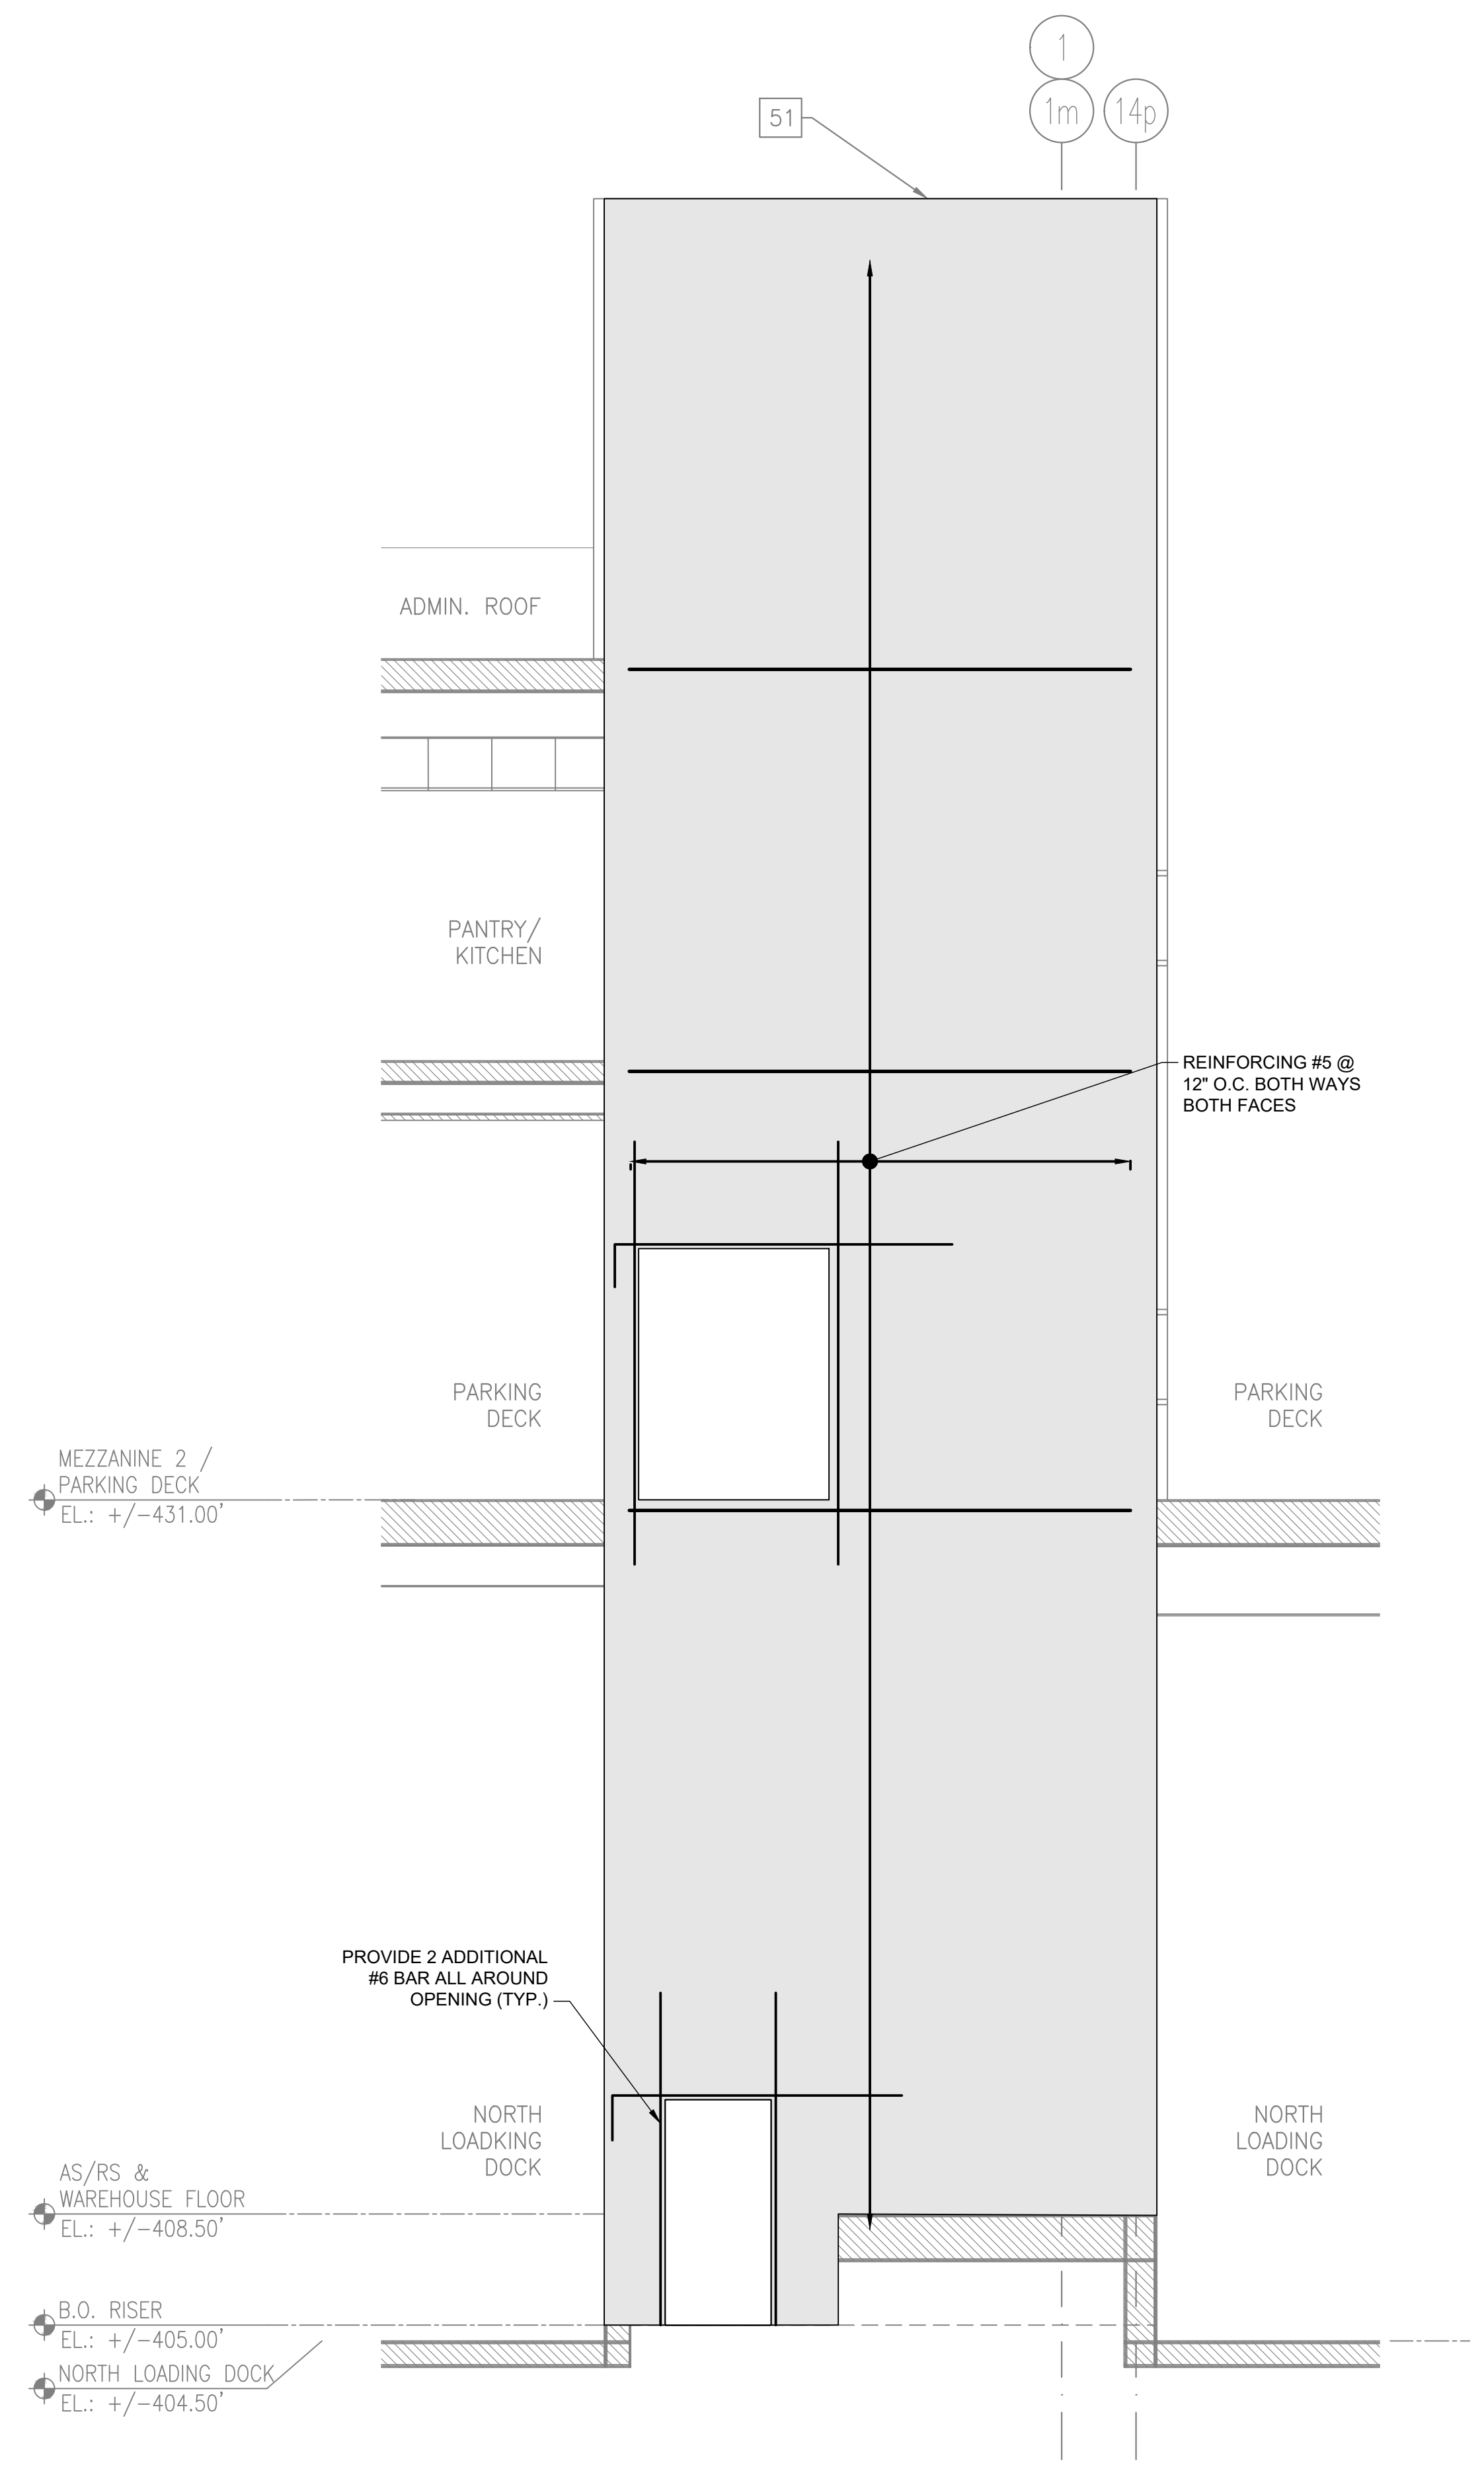 1
1m
14p
51
ADMIN. ROOF
PANTRY/
KITCHEN
REINFORCING #5 @
12" O.C. BOTH WAYS
BOTH FACES
PARKING
DECK
PARKING
DECK
MEZZANINE 2 /
PARKING DECK
EL.: +/-431.00'
PROVIDE 2 ADDITIONAL
#6 BAR ALL AROUND
OPENING (TYP.)
NORTH
LOADKING
DOCK
NORTH
LOADING
DOCK
AS/RS &
WAREHOUSE FLOOR
EL.: +/-408.50'
B.O. RISER
EL.: +/-405.00'
NORTH LOADING DOCK
EL.: +/-404.50'